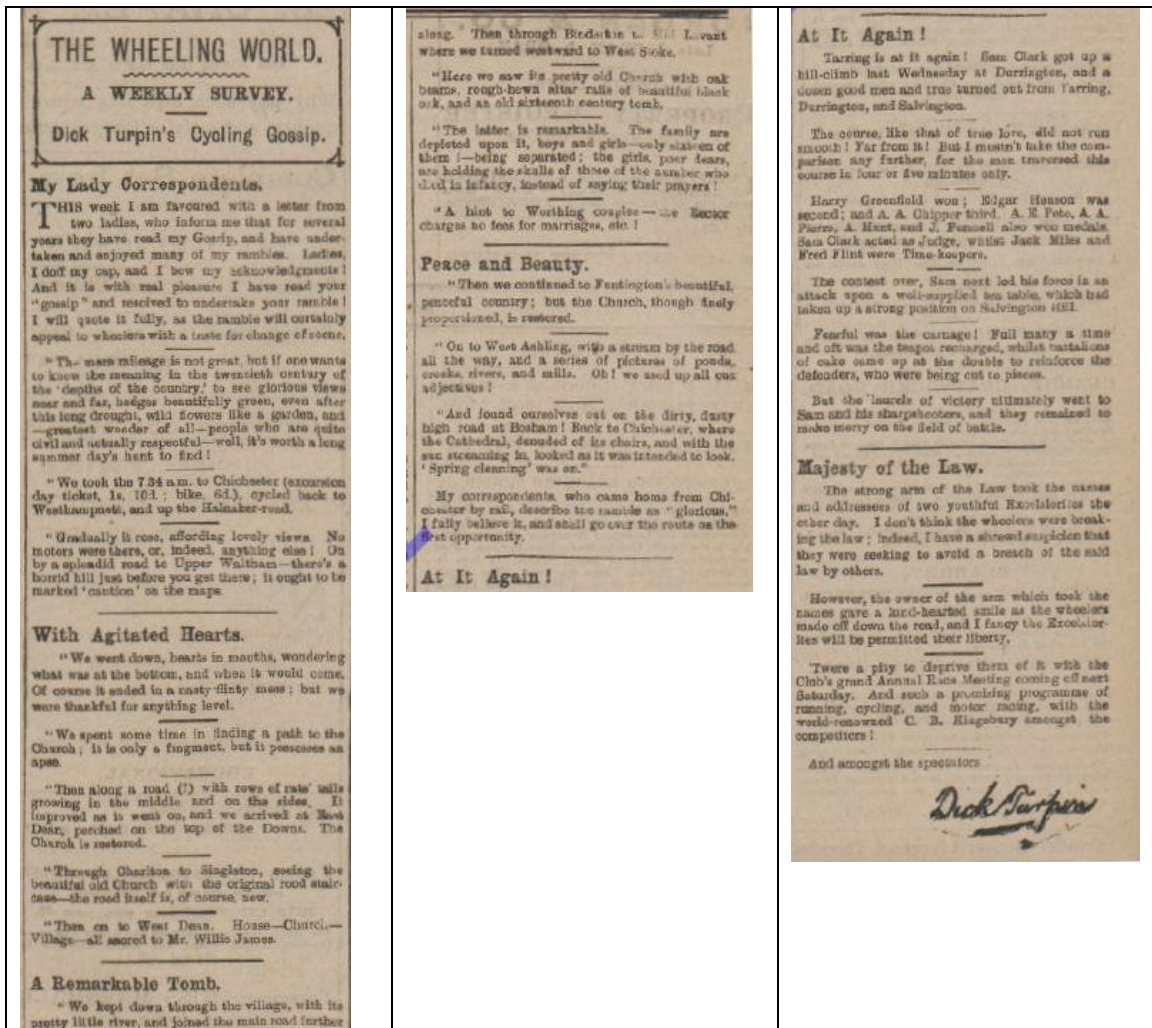 THE WHEELING WORLD.
A WEEKLY SURVEY.
Dick Turpin's Cycling Gossip.
My Lady Correspondents.
THIS week I am favoured with a letter from
two ladies, who inform me that for several
years they have read my Gossip, and have under-
taken and enjoyed many of my rambles. Ladies,
I doff my cap, and I bow my acknowledgments!
And it is with real pleasure I have read your
"gossip" and resolved to undertake your ramble!
I will quote it fully, as the ramble will certainly
appeal to wheelers with a taste for change of scene.
"The mere mileage is not great, but if one wants
to know the meaning in the twentieth century of
the 'depths of the country,' to see glorious views
near and far, hedges beautifully green, even after
this long drought, wild flowers like a garden, and
—greatest wonder of all—people who are quite
civil and actually respectful—well, it's worth a long
summer day's hunt to find!
"We took the 7.34 a.m. to Chichester (excursion
day ticket, 1s. 10d.; bike, 6d.), cycled back to
Westhampnett, and up the Halnaker-road.
"Gradually it rose, affording lovely views. No
motors were there, or, indeed, anything else! On
by a splendid road to Upper Waltham—there's a
horrid hill just before you get there; it ought to be
marked 'caution' on the maps.
With Agitated Hearts.
"We went down, hearts in mouths, wondering
what was at the bottom, and when it would come.
Of course it ended in a nasty flinty mess; but we
were thankful for anything level.
"We spent some time in finding a path to the
Church; it is only a fragment, but it possesses an
apse.
"Then along a road (!) with rows of rats' tails
growing in the middle and on the sides. It
improved as it went on, and we arrived at East
Dean, perched on the top of the Downs. The
Church is restored.
"Through Charlton to Singleton, seeing the
beautiful old Church with the original rood stair-
case—the rood itself is, of course, new.
"Then on to West Dean. House—Church—
Village—all sacred to Mr. Willie James.
A Remarkable Tomb.
"We kept down through the village, with its
pretty little river, and joined the main road further
along. Then through Binderton to Mid Lavant
where we turned westward to West Stoke.
"Here we saw its pretty old Church with oak
beams, rough-hewn altar rails of beautiful black
oak, and an old sixteenth century tomb.
"The latter is remarkable. The family are
depicted upon it, boys and girls—only sixteen of
them!—being separated; the girls, poor dears,
are holding the skulls of those of the number who
died in infancy, instead of saying their prayers!
"A hint to Worthing couples—the Rector
charges no fees for marriages, etc.!
Peace and Beauty.
"Then we continued to Funtington's beautiful,
peaceful country; but the Church, though finely
proportioned, is restored.
"On to West Ashling, with a stream by the road
all the way, and a series of pictures of ponds,
creeks, rivers, and mills. Oh! we used up all our
adjectives!
"And found ourselves out on the dirty, dusty
high road at Bosham! Back to Chichester, where
the Cathedral, denuded of its chairs, and with the
sun streaming in, looked as it was intended to look.
'Spring cleaning' was on."
My correspondents, who came home from Chi-
chester by rail, describe the ramble as "glorious."
I fully believe it, and shall go over the route on the
first opportunity.
At It Again!
At It Again!
Tarring is at it again! Sam Clark got up a
hill-climb last Wednesday at Durrington, and a
dozen good men and true turned out from Tarring,
Durrington, and Salvington.
The course, like that of true love, did not run
smooth! Far from it! But I mustn't take the com-
parison any further, for the men traversed this
course in four or five minutes only.
Harry Greenfield won; Edgar Henson was
second; and A. A. Chipper third. A. E. Peto, A. A.
Pierce, A. Hunt, and J. Funnell also won medals.
Sam Clark acted as Judge, whilst Jack Miles and
Fred Flint were Time-keepers.
The contest over, Sam next led his force in an
attack upon a well-supplied tea table, which had
taken up a strong position on Salvington Hill.
Fearful was the carnage! Full many a time
and oft was the teapot recharged, whilst battalions
of cake came up at the double to reinforce the
defenders, who were being cut to pieces.
But the laurels of victory ultimately went to
Sam and his sharpshooters, and they remained to
make merry on the field of battle.
Majesty of the Law.
The strong arm of the Law took the names
and addresses of two youthful Excelsiorites the
other day. I don't think the wheelers were break-
ing the law; indeed, I have a shrewd suspicion that
they were seeking to avoid a breach of the said
law by others.
However, the owner of the arm which took the
names gave a kind-hearted smile as the wheelers
made off down the road, and I fancy the Excelsior-
ites will be permitted their liberty.
'Twere a pity to deprive them of it with the
Club's grand Annual Race Meeting coming off next
Saturday. And such a promising programme of
running, cycling, and motor racing, with the
world-renowned C. B. Kingsbury amongst the
competitors!
And amongst the spectators
Dick Turpin